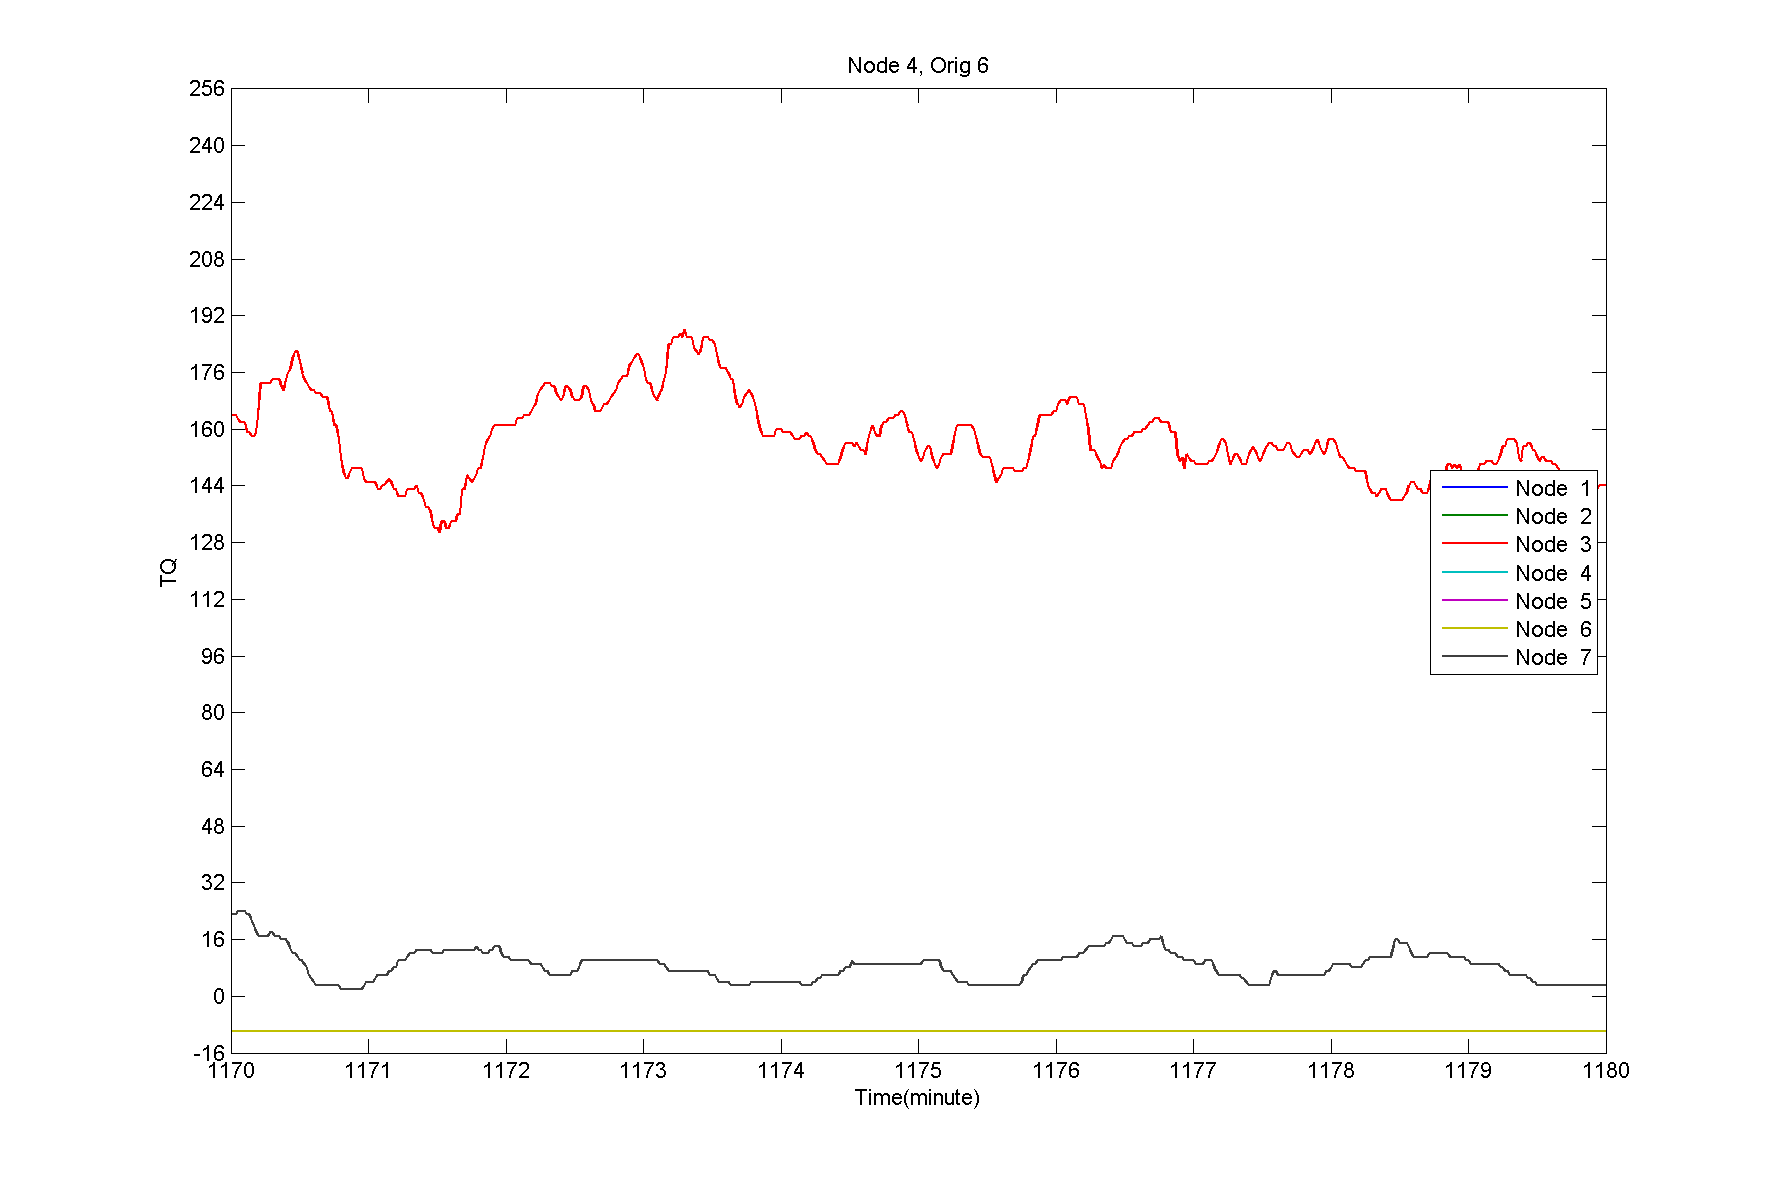 Node 4, Orig 6
256
240
224
208
192
176
160
144
128
112
96
80
64
48
32
16
0
-16
TQ
Node 1
Node 2
Node 3
Node 4
Node 5
Node 6
Node 7
1170 1171 1172 1173 1174 1175 1176 1177 1178 1179 1180
Time(minute)